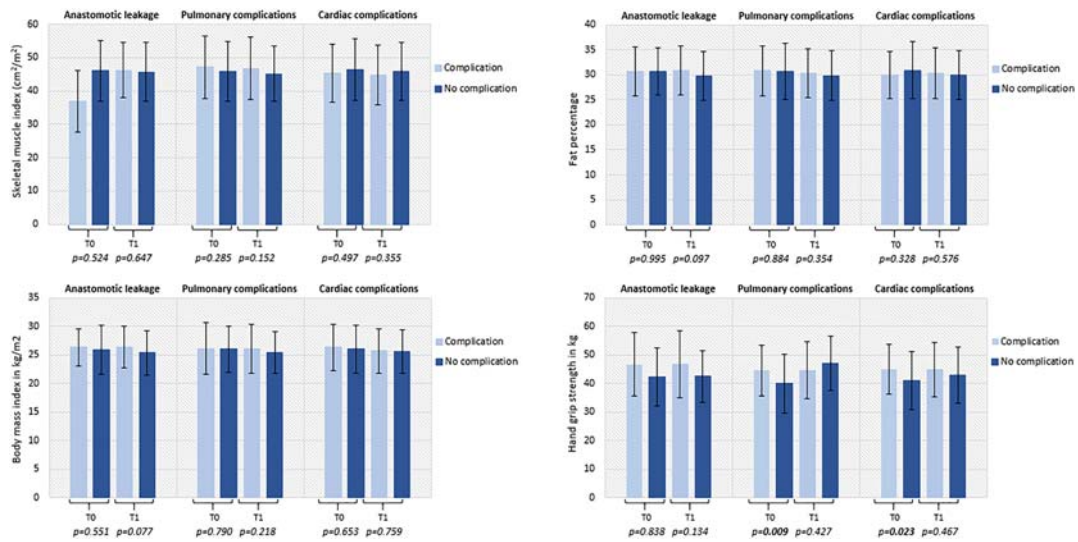 Anastomotic leakage Pulmonary complications Cardiac complications
60
50
40
30
20
10
0
Skeletal muscle index (cm²/m²)
Complication
No complication
T0 T1 T0 T1 T0 T1
p=0.524 p=0.647 p=0.285 p=0.152 p=0.497 p=0.355
Anastomotic leakage Pulmonary complications Cardiac complications
40
35
30
25
20
15
10
5
0
Fat percentage
Complication
No complication
T0 T1 T0 T1 T0 T1
p=0.995 p=0.097 p=0.884 p=0.354 p=0.328 p=0.576
Anastomotic leakage Pulmonary complications Cardiac complications
35
30
25
20
15
10
5
0
Body mass index in kg/m2
Complication
No complication
T0 T1 T0 T1 T0 T1
p=0.551 p=0.077 p=0.790 p=0.218 p=0.653 p=0.759
Anastomotic leakage Pulmonary complications Cardiac complications
70
60
50
40
30
20
10
0
Hand grip strength in kg
Complication
No complication
T0 T1 T0 T1 T0 T1
p=0.838 p=0.134 p=0.009 p=0.427 p=0.023 p=0.467